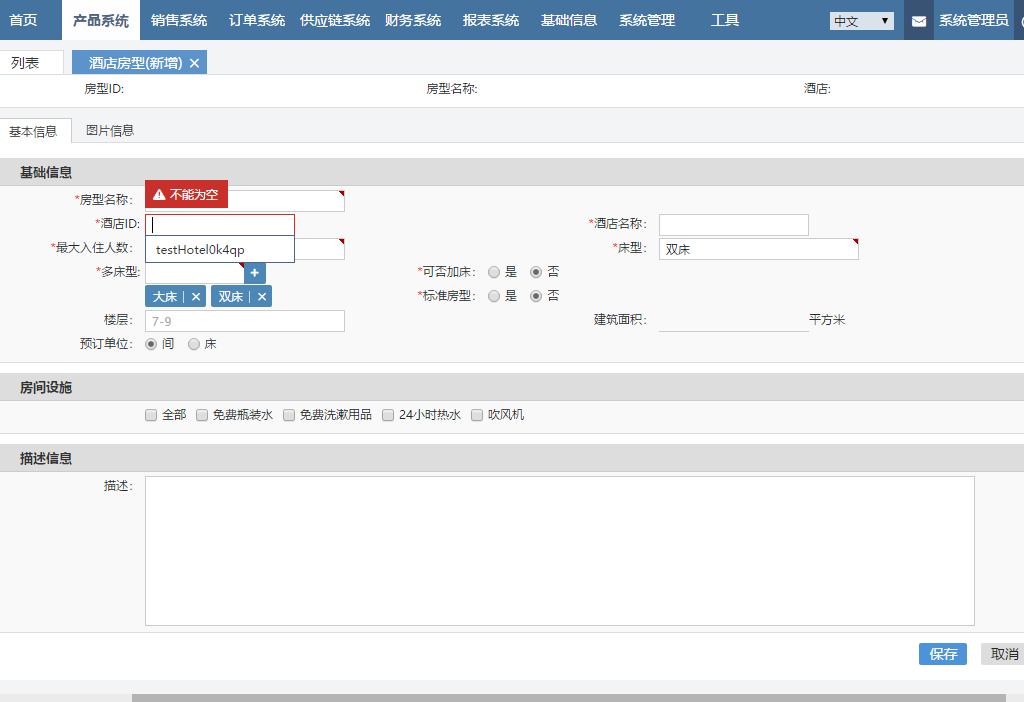 首页 产品系统 销售系统 订单系统 供应链系统 财务系统 报表系统 基础信息 系统管理 工具 中文 系统管理员
列表 酒店房型(新增)
房型ID: 房型名称: 酒店:
基本信息 图片信息
基础信息
*房型名称: 不能为空
*酒店ID: *酒店名称:
*最大入住人数: testHotel0k4qp *床型: 双床
*多床型: + *可否加床: 是 否
大床 双床 *标准房型: 是 否
楼层: 7-9 建筑面积: 平方米
预订单位: 间 床
房间设施
全部 免费瓶装水 免费洗漱用品 24小时热水 吹风机
描述信息
描述:
保存 取消